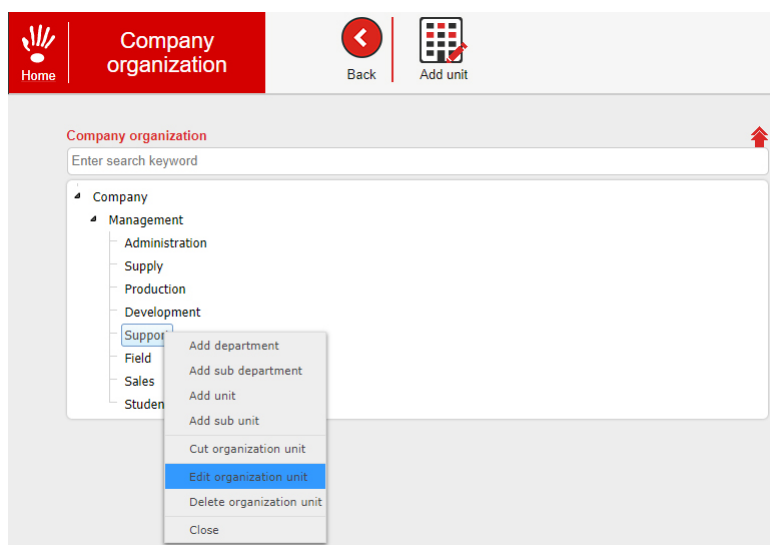 Home
Company
organization
Back
Add unit
Company organization
Enter search keyword
Company
Management
Administration
Supply
Production
Development
Suppor
Field
Sales
Studen
Add department
Add sub department
Add unit
Add sub unit
Cut organization unit
Edit organization unit
Delete organization unit
Close